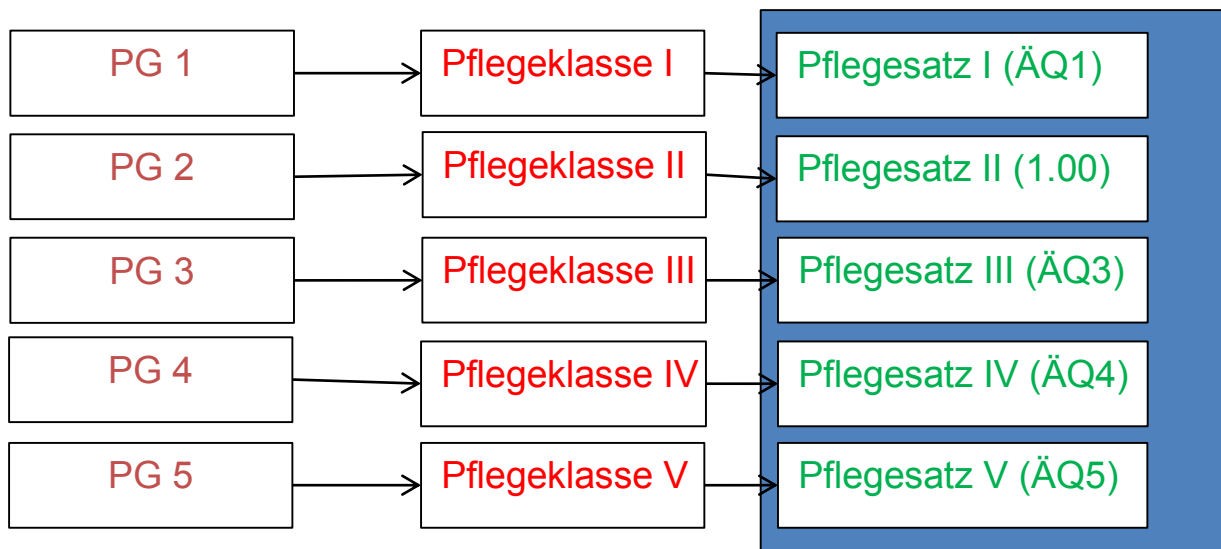 PG 1
Pflegeklasse I
Pflegesatz I (ÄQ1)
PG 2
Pflegeklasse II
Pflegesatz II (1.00)
PG 3
Pflegeklasse III
Pflegesatz III (ÄQ3)
PG 4
Pflegeklasse IV
Pflegesatz IV (ÄQ4)
PG 5
Pflegeklasse V
Pflegesatz V (ÄQ5)